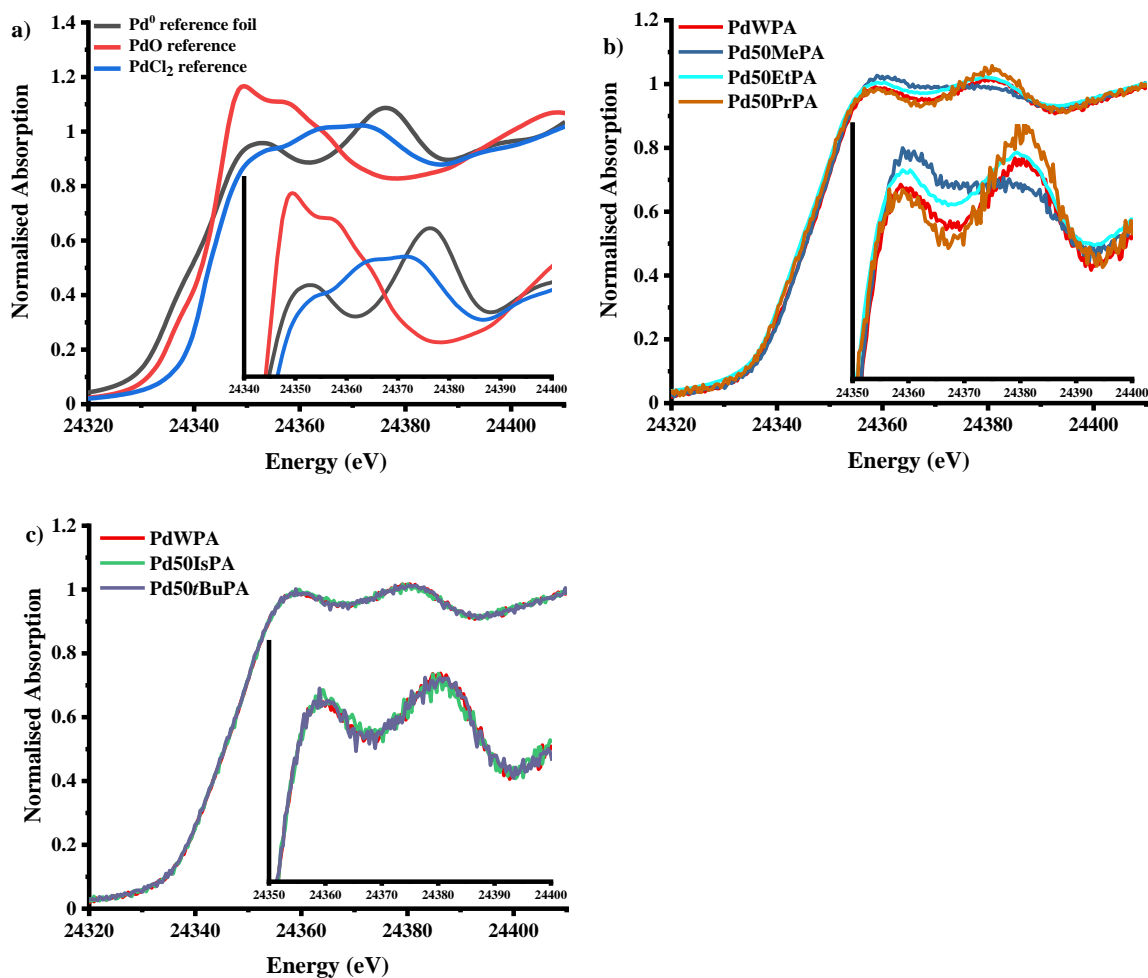 a)
Pd⁰ reference foil
PdO reference
PdCl₂ reference
1.4
1.2
1.0
0.8
0.6
0.4
0.2
0
Normalised Absorption
24340 24350 24360 24370 24380 24390 24400
24320 24340 24360 24380 24400
Energy (eV)
b)
PdWPA
Pd50MePA
Pd50EtPA
Pd50PrPA
1.2
1
0.8
0.6
0.4
0.2
0
Normalised Absorption
24350 24360 24370 24380 24390 24400
24320 24340 24360 24380 24400
Energy (eV)
c)
PdWPA
Pd50IsPA
Pd50tBuPA
1.2
1
0.8
0.6
0.4
0.2
0
Normalised Absorption
24350 24360 24370 24380 24390 24400
24320 24340 24360 24380 24400
Energy (eV)